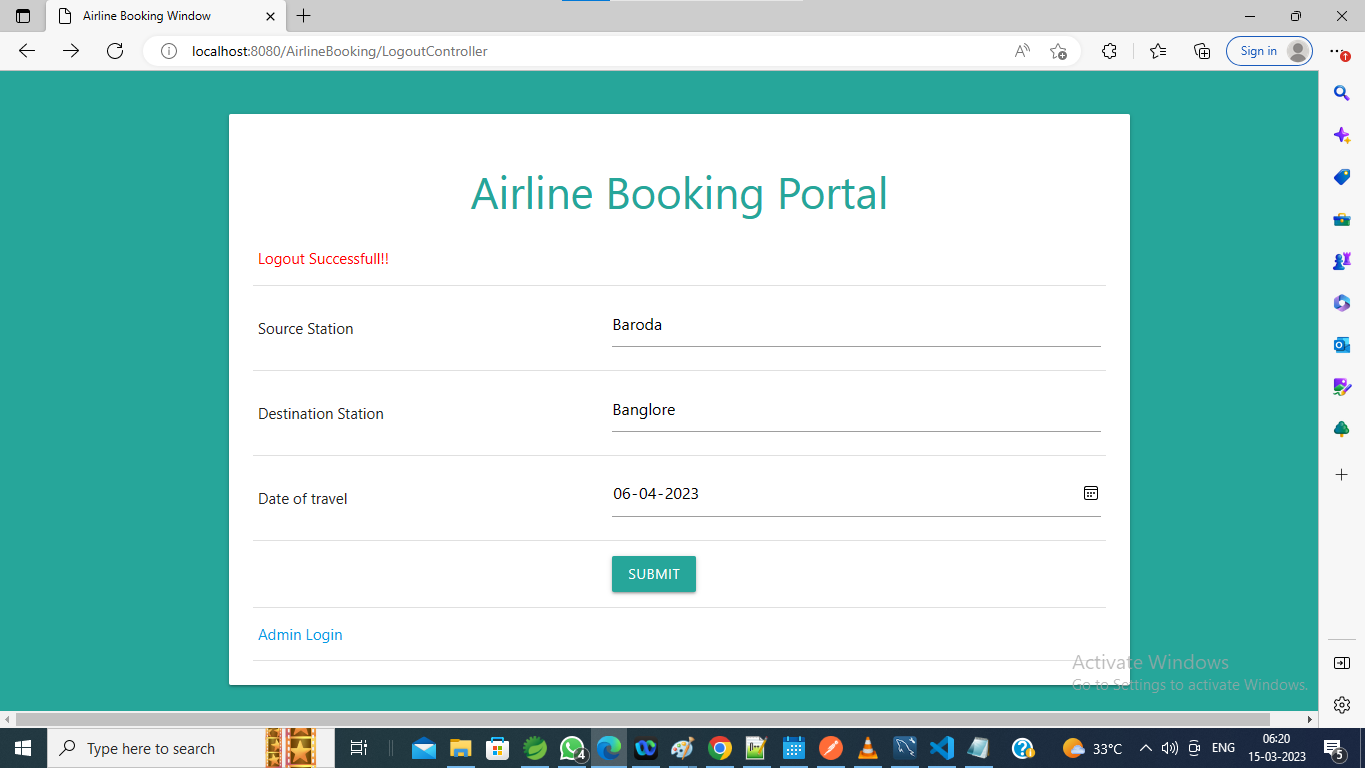 Airline Booking Window
localhost:8080/AirlineBooking/LogoutController
Sign in
Airline Booking Portal
Logout Successfull!!
Source Station
Baroda
Destination Station
Banglore
Date of travel
06-04-2023
SUBMIT
Admin Login
Activate Windows
Go to Settings to activate Windows.
Type here to search
4
33°C
ENG
06:20
15-03-2023
5